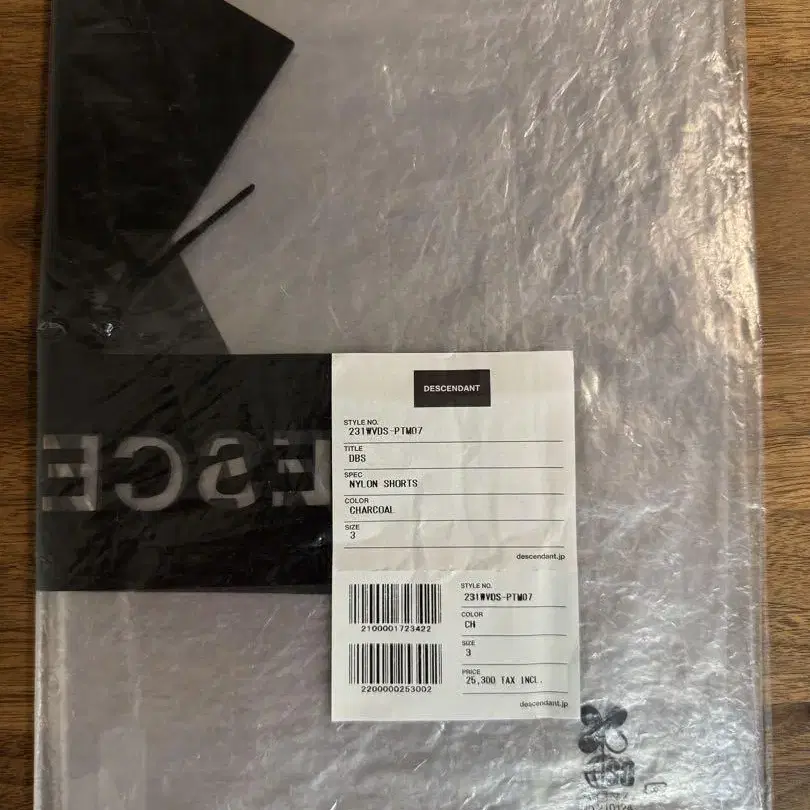 DESCENDANT
STYLE NO.
231WVDS-PTM07
TITLE
DBS
SPEC
NYLON SHORTS
COLOR
CHARCOAL
SIZE
3
descendant.jp
2100001723422
2200000253002
STYLE NO.
231WVDS-PTM07
COLOR
CH
SIZE
3
PRICE
25,300 TAX INCL.
descendant.jp